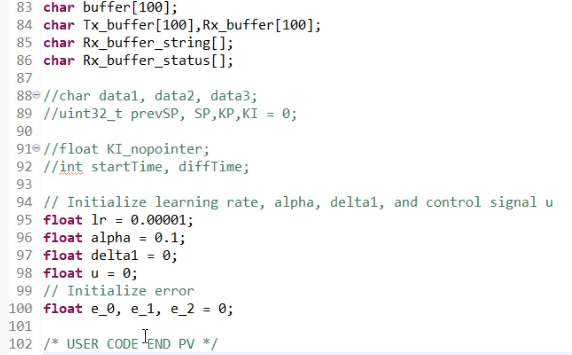 83 char buffer[100];
84 char Tx_buffer[100],Rx_buffer[100];
85 char Rx_buffer_string[];
86 char Rx_buffer_status[];
87
88 //char data1, data2, data3;
89 //uint32_t prevSP, SP,KP,KI = 0;
90
91 //float KI_nopointer;
92 //int startTime, diffTime;
93
94 // Initialize learning rate, alpha, delta1, and control signal u
95 float lr = 0.00001;
96 float alpha = 0.1;
97 float delta1 = 0;
98 float u = 0;
99 // Initialize error
100 float e_0, e_1, e_2 = 0;
101
102 /* USER CODE END PV */